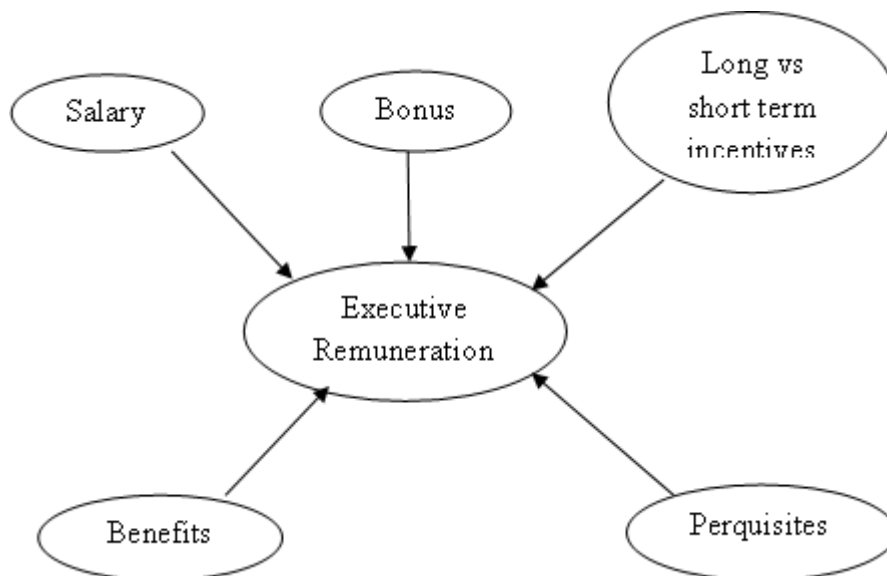 Salary
Bonus
Long vs
short term
incentives
Executive
Remuneration
Benefits
Perquisites